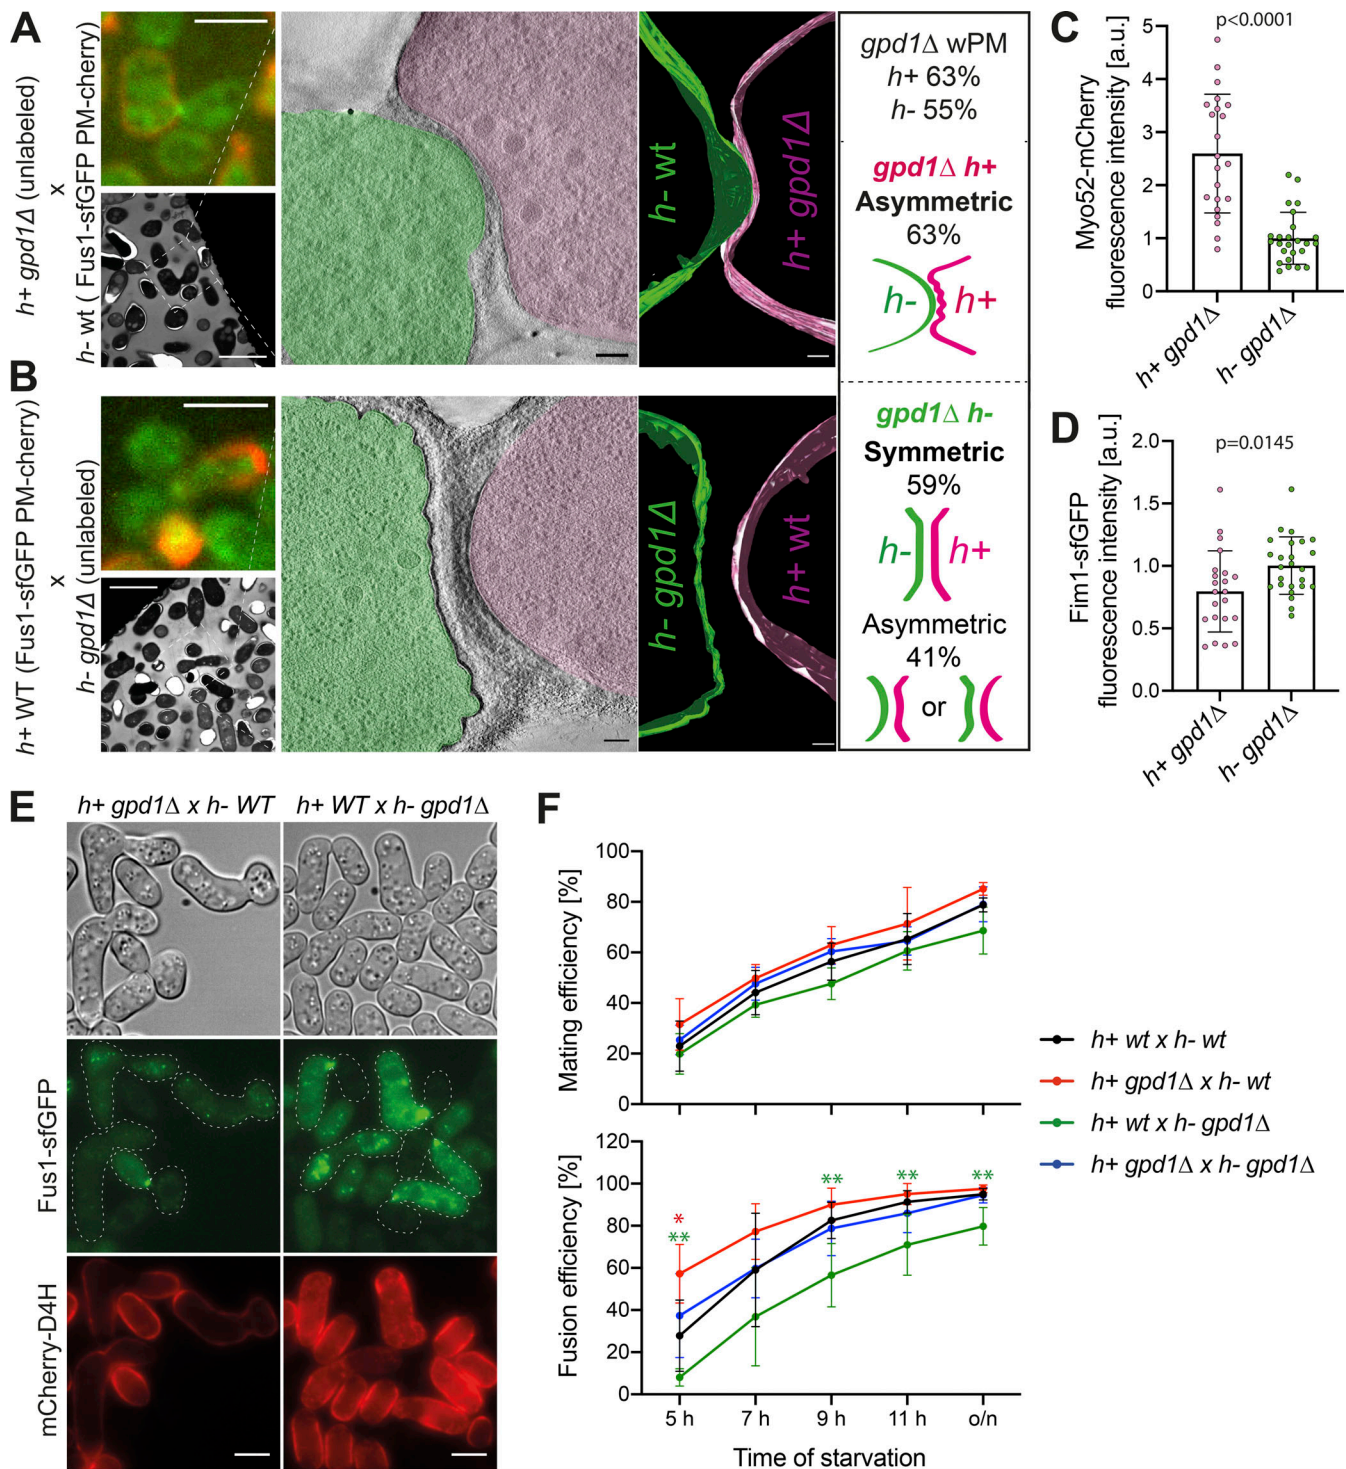 A
h+ gpd1Δ (unlabeled)
x
h- wt ( Fus1-sfGFP PM-cherry)
h- wt
h+ gpd1Δ
gpd1Δ wPM
h+ 63%
h- 55%
gpd1Δ h+
Asymmetric
63%
h-
h+
B
h+ WT (Fus1-sfGFP PM-cherry)
x
h- gpd1Δ (unlabeled)
h- gpd1Δ
h+ wt
gpd1Δ h-
Symmetric
59%
h-
h+
Asymmetric
41%
or
C
p<0.0001
Myo52-mCherry
fluorescence intensity [a.u.]
5
4
3
2
1
0
h+ gpd1Δ
h- gpd1Δ
D
p=0.0145
Fim1-sfGFP
fluorescence intensity [a.u.]
2.0
1.5
1.0
0.5
0.0
h+ gpd1Δ
h- gpd1Δ
E
h+ gpd1Δ x h- WT
h+ WT x h- gpd1Δ
Fus1-sfGFP
mCherry-D4H
F
Mating efficiency [%]
100
80
60
40
20
0
Fusion efficiency [%]
120
100
80
60
40
20
0
*
**
**
**
**
5 h
7 h
9 h
11 h
o/n
Time of starvation
h+ wt x h- wt
h+ gpd1Δ x h- wt
h+ wt x h- gpd1Δ
h+ gpd1Δ x h- gpd1Δ